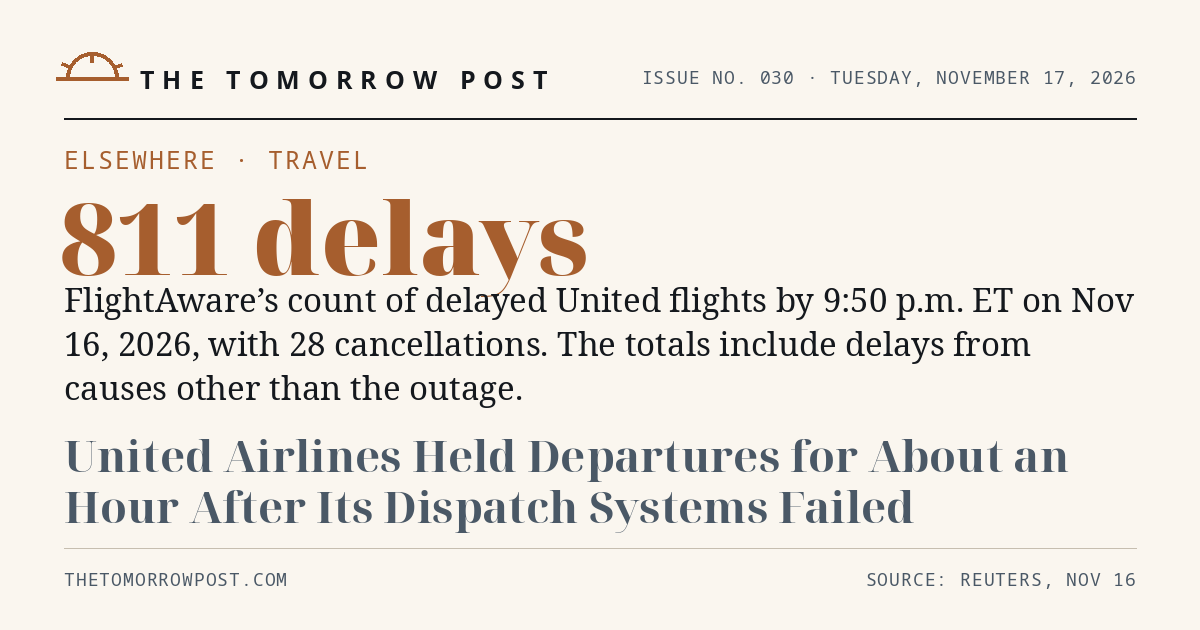 THE TOMORROW POST
ISSUE NO. 030 · TUESDAY, NOVEMBER 17, 2026
ELSEWHERE · TRAVEL
811 delays
FlightAware’s count of delayed United flights by 9:50 p.m. ET on Nov
16, 2026, with 28 cancellations. The totals include delays from
causes other than the outage.
United Airlines Held Departures for About an
Hour After Its Dispatch Systems Failed
THETOMORROWPOST.COM
SOURCE: REUTERS, NOV 16